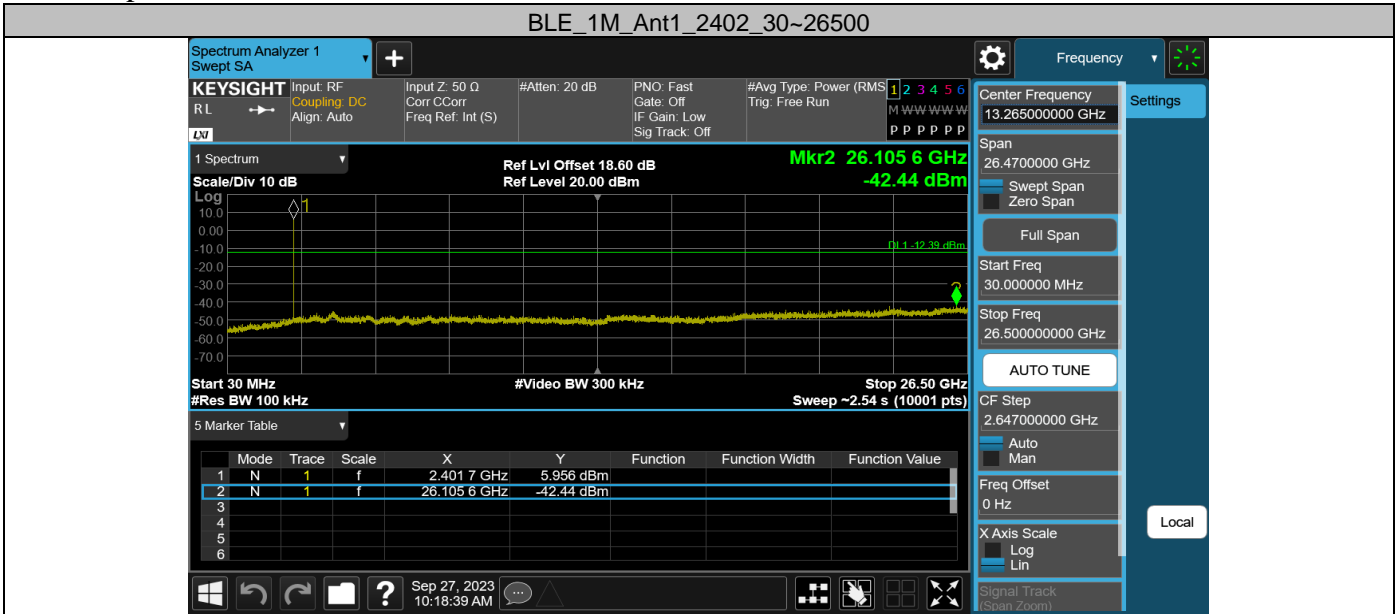 BLE_1M_Ant1_2402_30~26500
Spectrum Analyzer 1
Swept SA
Frequency
KEYSIGHT
RL
LXI
Input: RF
Coupling: DC
Align: Auto
Input Z: 50 Ω
Corr CCorr
Freq Ref: Int (S)
#Atten: 20 dB
PNO: Fast
Gate: Off
IF Gain: Low
Sig Track: Off
#Avg Type: Power (RMS
Trig: Free Run
1 2 3 4 5 6
M W W W W W
P P P P P P
1 Spectrum
Scale/Div 10 dB
Ref Lvl Offset 18.60 dB
Ref Level 20.00 dBm
Mkr2 26.105 6 GHz
-42.44 dBm
Log
10.0
0.00
-10.0
-20.0
-30.0
-40.0
-50.0
-60.0
-70.0
1
DL1 -12.39 dBm
2
Start 30 MHz
#Video BW 300 kHz
Stop 26.50 GHz
#Res BW 100 kHz
Sweep ~2.54 s (10001 pts)
5 Marker Table
Mode Trace Scale X Y Function Function Width Function Value
1 N 1 f 2.401 7 GHz 5.956 dBm
2 N 1 f 26.105 6 GHz -42.44 dBm
3
4
5
6
Sep 27, 2023
10:18:39 AM
Center Frequency
13.265000000 GHz
Span
26.4700000 GHz
Swept Span
Zero Span
Full Span
Start Freq
30.000000 MHz
Stop Freq
26.500000000 GHz
AUTO TUNE
CF Step
2.647000000 GHz
Auto
Man
Freq Offset
0 Hz
X Axis Scale
Log
Lin
Signal Track
(Span Zoom)
Settings
Local